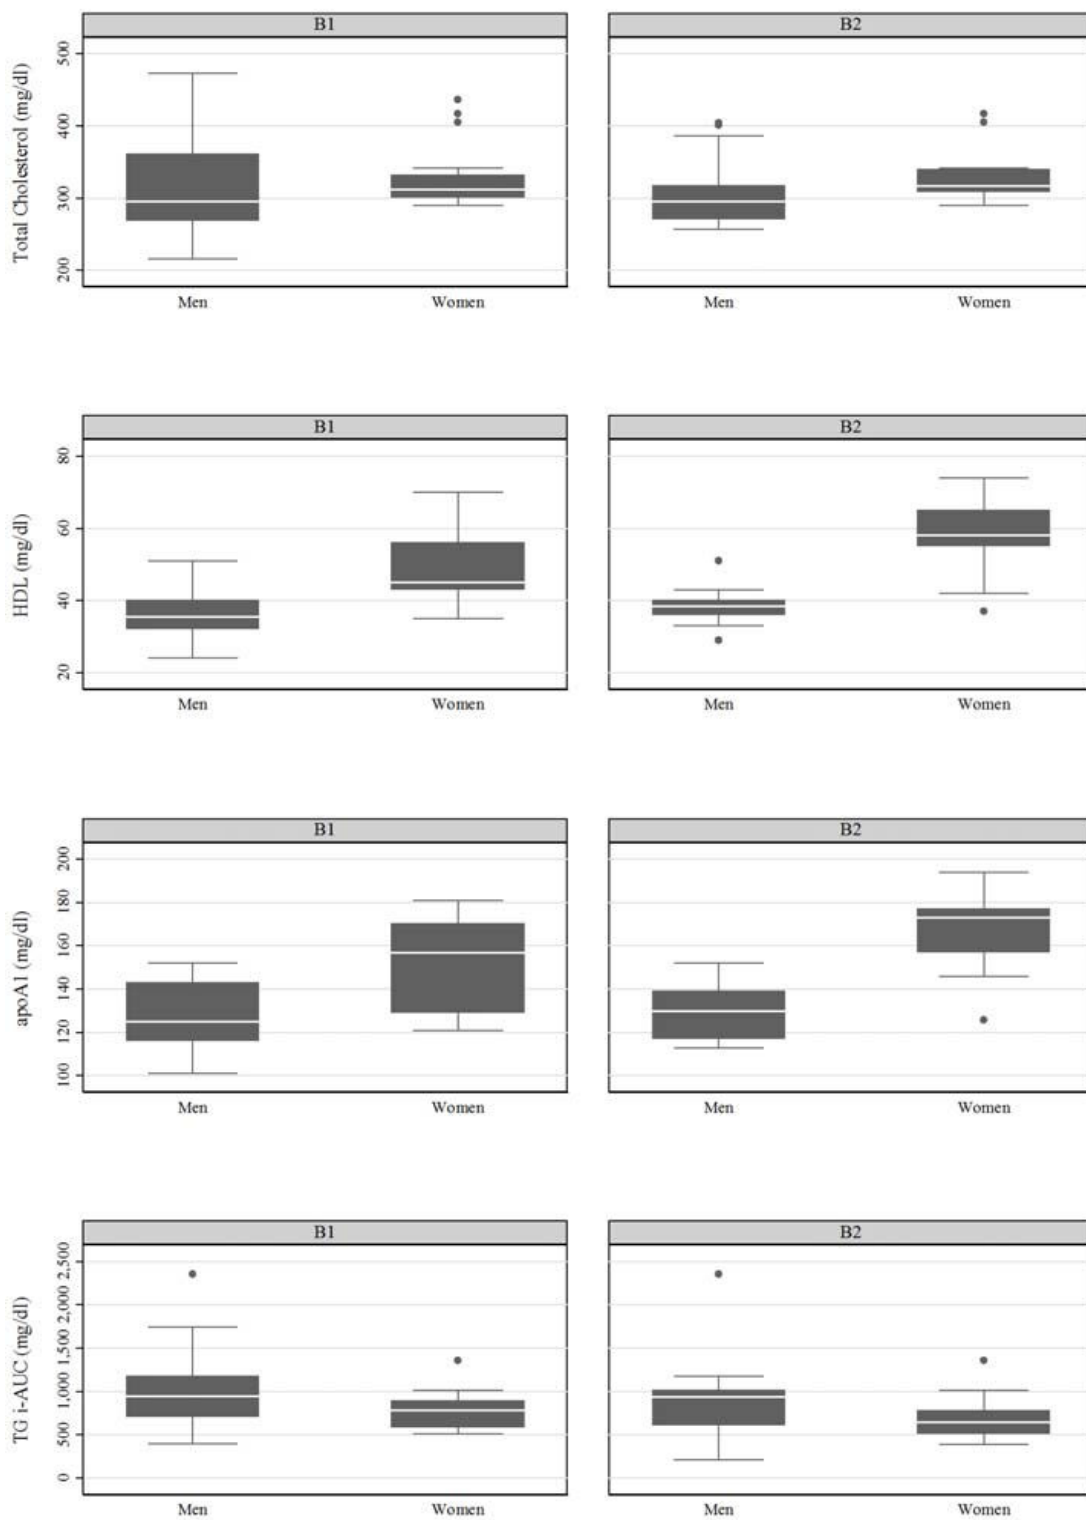 B1 B2
Total Cholesterol (mg/dl)
500
400
300
200
Men Women Men Women
B1 B2
HDL (mg/dl)
80
60
40
20
Men Women Men Women
B1 B2
apoA1 (mg/dl)
200
180
160
140
120
100
Men Women Men Women
B1 B2
TG i-AUC (mg/dl)
2,500
2,000
1,500
1,000
500
0
Men Women Men Women